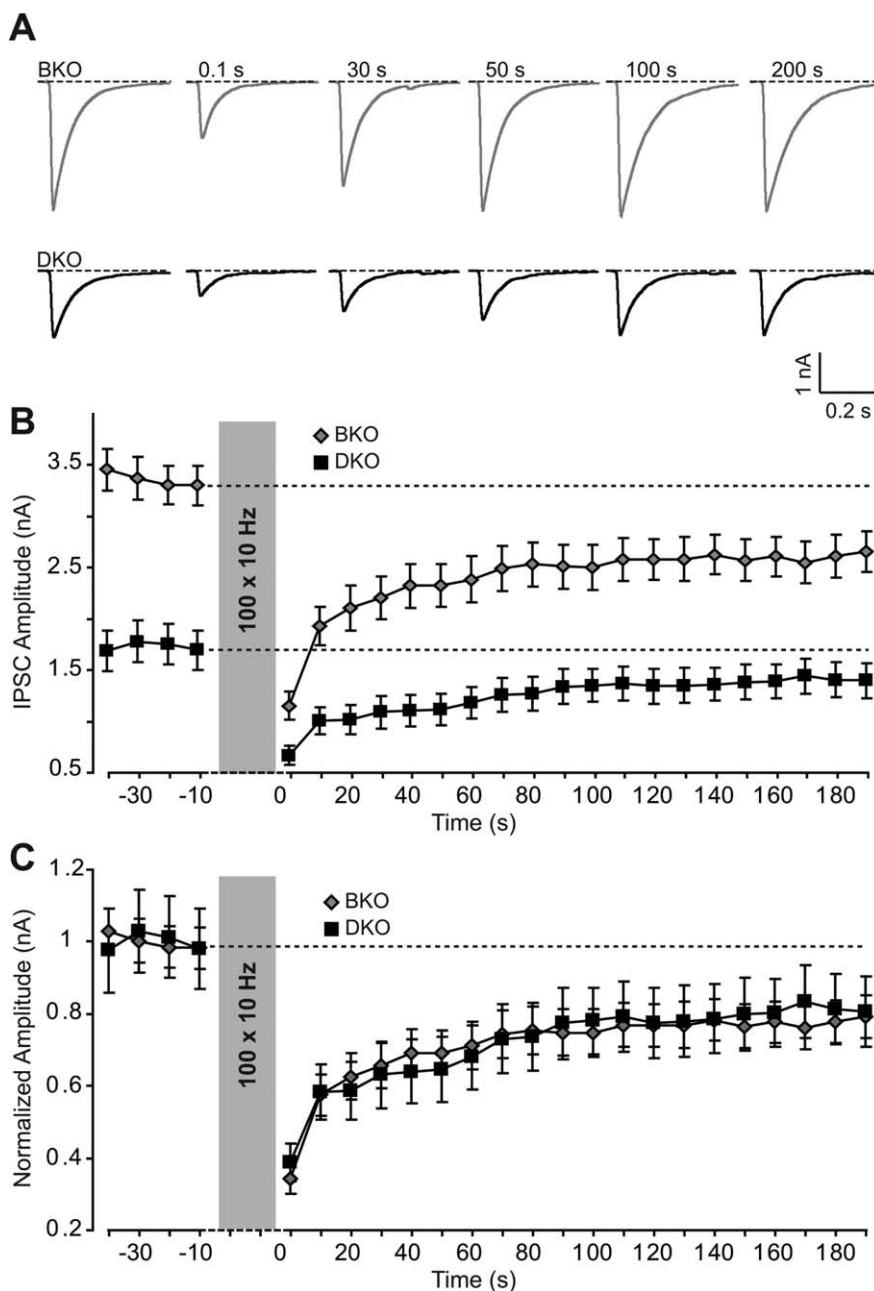 A
BKO 0.1 s 30 s 50 s 100 s 200 s
DKO
1 nA
0.2 s
B
BKO
DKO
3.5
2.5
1.5
0.5
IPSC Amplitude (nA)
100 x 10 Hz
-30 -10 0 20 40 60 80 100 120 140 160 180
Time (s)
C
BKO
DKO
1.2
1
0.8
0.6
0.4
0.2
Normalized Amplitude (nA)
100 x 10 Hz
-30 -10 0 20 40 60 80 100 120 140 160 180
Time (s)